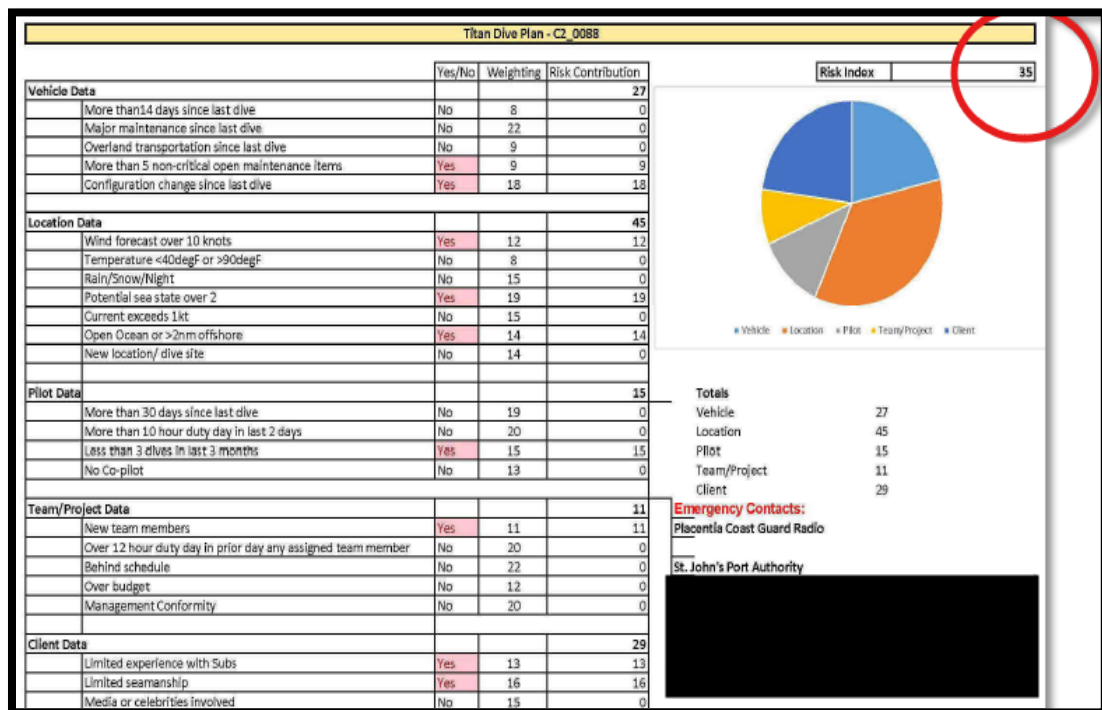 Titan Dive Plan - C2_0088
Yes/No Weighting Risk Contribution
Risk Index 35
Vehicle Data 27
More than14 days since last dive No 8 0
Major maintenance since last dive No 22 0
Overland transportation since last dive No 9 0
More than 5 non-critical open maintenance items Yes 9 9
Configuration change since last dive Yes 18 18
Location Data 45
Wind forecast over 10 knots Yes 12 12
Temperature <40degF or >90degF No 8 0
Rain/Snow/Night No 15 0
Potential sea state over 2 Yes 19 19
Current exceeds 1kt No 15 0
Open Ocean or >2nm offshore Yes 14 14
New location/ dive site No 14 0
Vehicle Location Pilot Team/Project Client
Pilot Data 15
More than 30 days since last dive No 19 0
More than 10 hour duty day in last 2 days No 20 0
Less than 3 dives in last 3 months Yes 15 15
No Co-pilot No 13 0
Totals
Vehicle 27
Location 45
Pilot 15
Team/Project 11
Client 29
Team/Project Data 11
New team members Yes 11 11
Over 12 hour duty day in prior day any assigned team member No 20 0
Behind schedule No 22 0
Over budget No 12 0
Management Conformity No 20 0
Emergency Contacts:
Placentia Coast Guard Radio
St. John's Port Authority
Client Data 29
Limited experience with Subs Yes 13 13
Limited seamanship Yes 16 16
Media or celebrities involved No 15 0